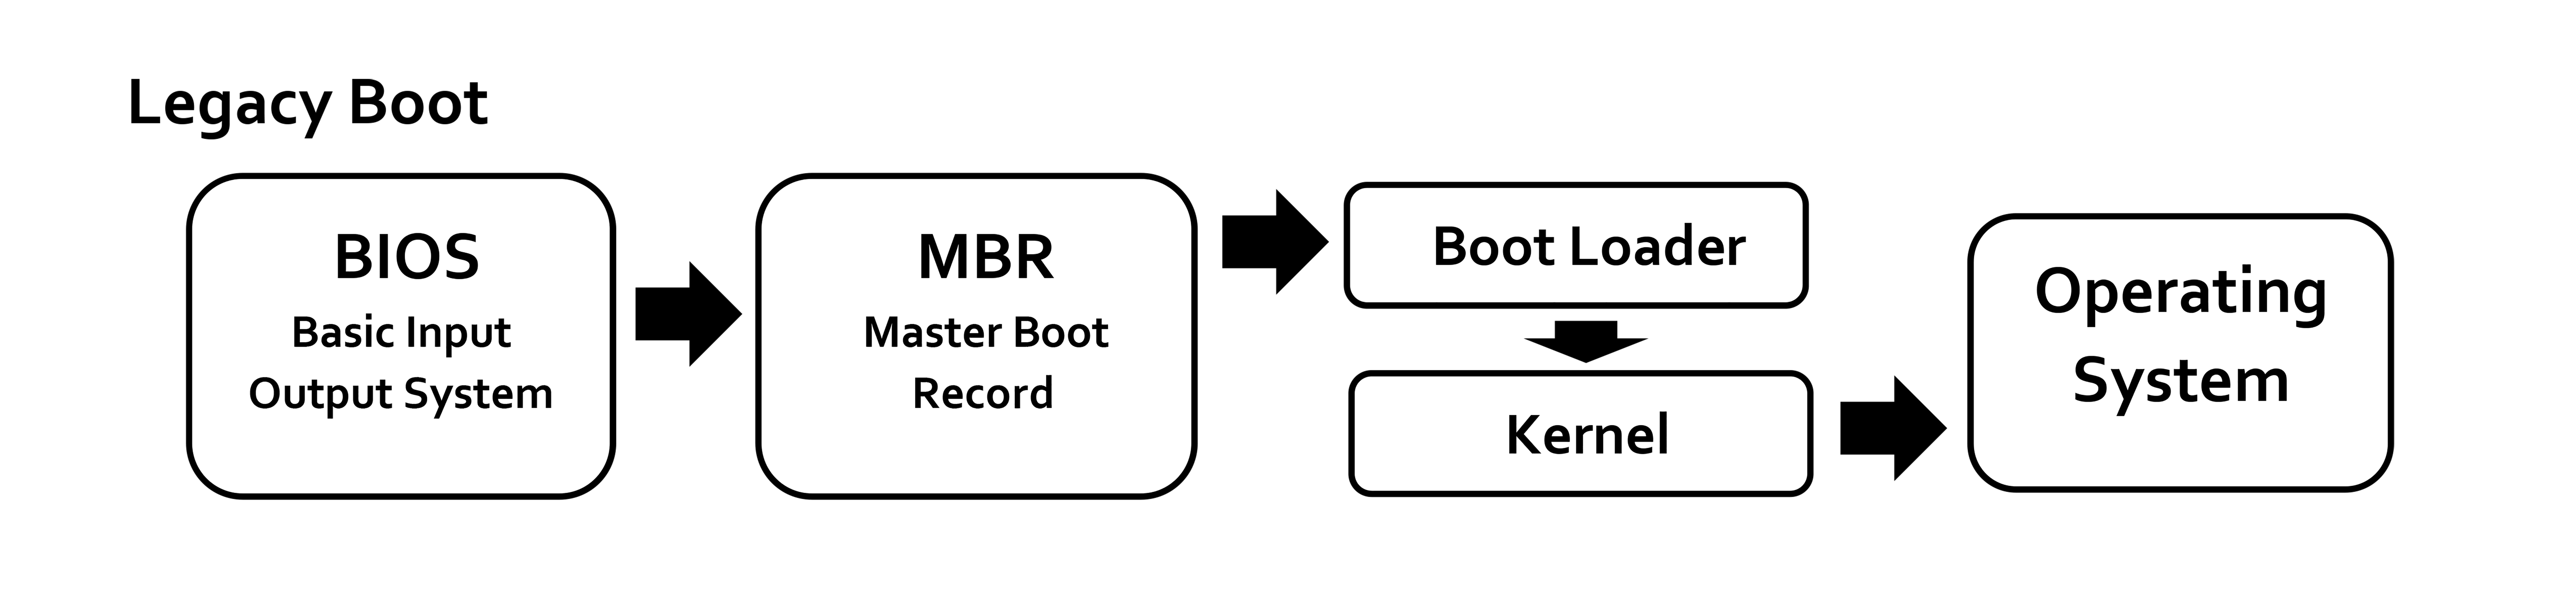 Legacy Boot
BIOS
Basic Input
Output System
MBR
Master Boot
Record
Boot Loader
Kernel
Operating
System